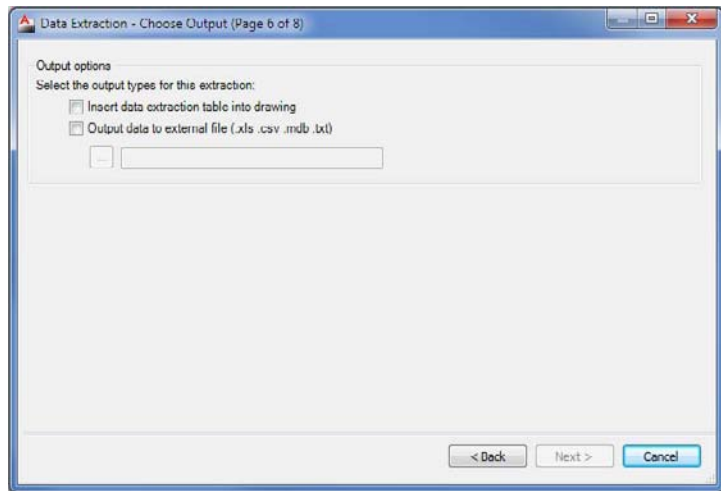 Data Extraction - Choose Output (Page 6 of 8)
Output options
Select the output types for this extraction:
Insert data extraction table into drawing
Output data to external file (.xls .csv .mdb .txt)
...
< Back
Next >
Cancel